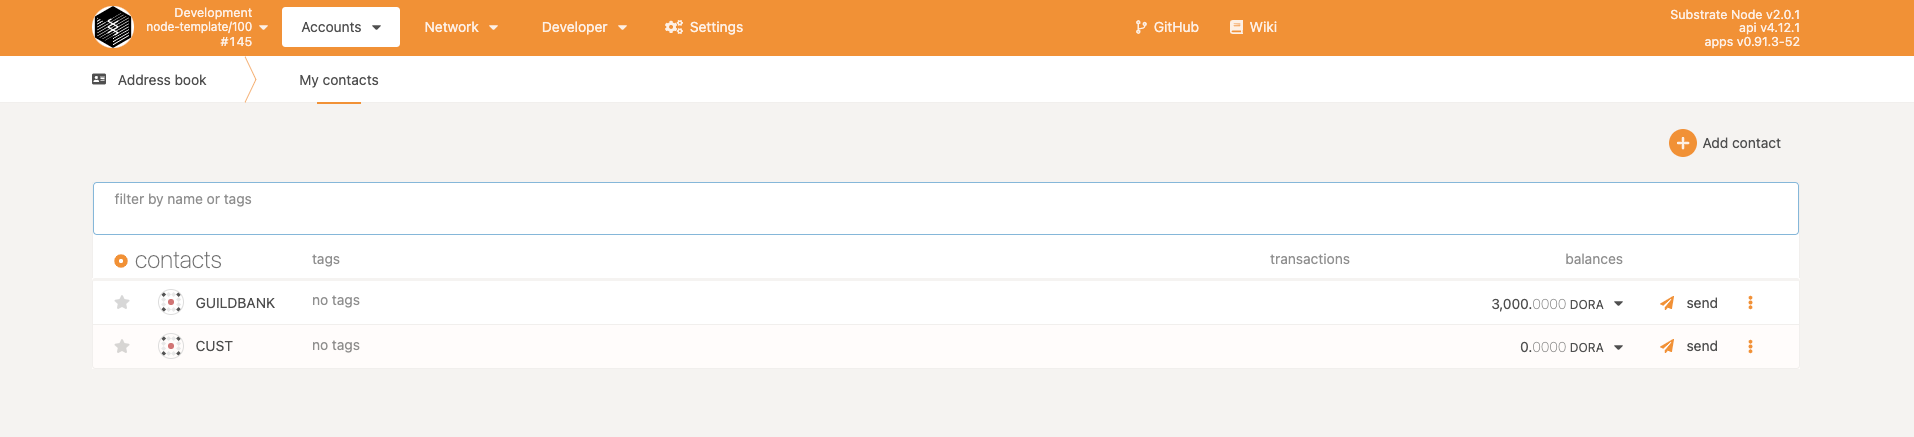 Development
node-template/100
#145
Accounts
Network
Developer
Settings
GitHub
Wiki
Substrate Node v2.0.1
api v4.12.1
apps v0.91.3-52
Address book
My contacts
Add contact
filter by name or tags
contacts tags transactions balances
GUILDBANK no tags 3,000.0000 DORA send
CUST no tags 0.0000 DORA send